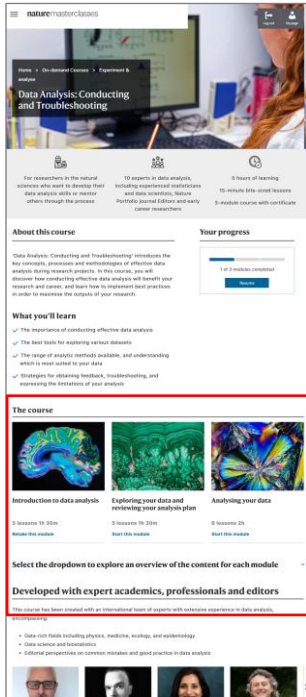 naturemasterclasses
Home > On-demand Courses > Experiment &
analyse
Data Analysis: Conducting
and Troubleshooting
For researchers in the natural
sciences who want to develop their
data analysis skills or mentor
others through the process
10 experts in data analysis,
including experienced statisticians
and data scientists, Nature
Portfolio journal Editors and early
career researchers
5 hours of learning
15-minute bite-sized lessons
3-module course with certificate
About this course
'Data Analysis: Conducting and Troubleshooting' introduces the
key concepts, processes and methodologies of effective data
analysis during research projects. In this course, you will
discover how conducting effective data analysis will benefit your
research and career, and learn how to implement best practices
in order to maximise the outputs of your research.
Your progress
1 of 3 modules completed
Resume
What you'll learn
The importance of conducting effective data analysis
The best tools for exploring various datasets
The range of analytic methods available, and understanding
which is most suited to your data
Strategies for obtaining feedback, troubleshooting, and
expressing the limitations of your analysis
The course
Introduction to data analysis
5 lessons 1h 30m
Retake this module
Exploring your data and
reviewing your analysis plan
5 lessons 1h 30m
Start this module
Analysing your data
6 lessons 2h
Start this module
Select the dropdown to explore an overview of the content for each module
Developed with expert academics, professionals and editors
This course has been created with an international team of experts with extensive experience in data analysis,
encompassing:
• Data-rich fields including physics, medicine, ecology, and epidemiology
• Data science and biostatistics
• Editorial perspectives on common mistakes and good practice in data analysis